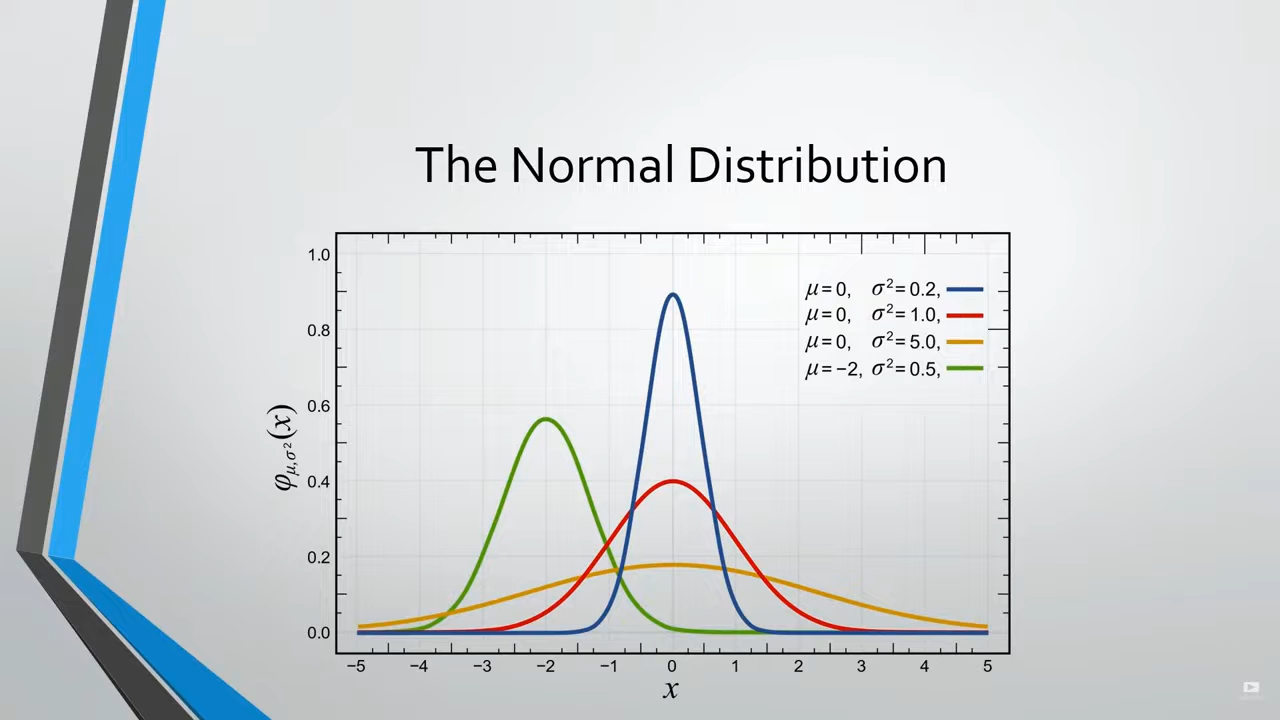 The Normal Distribution
μ = 0, σ² = 0.2,
μ = 0, σ² = 1.0,
μ = 0, σ² = 5.0,
μ = −2, σ² = 0.5,
φμ,σ²(x)
1.0
0.8
0.6
0.4
0.2
0.0
−5 −4 −3 −2 −1 0 1 2 3 4 5
x